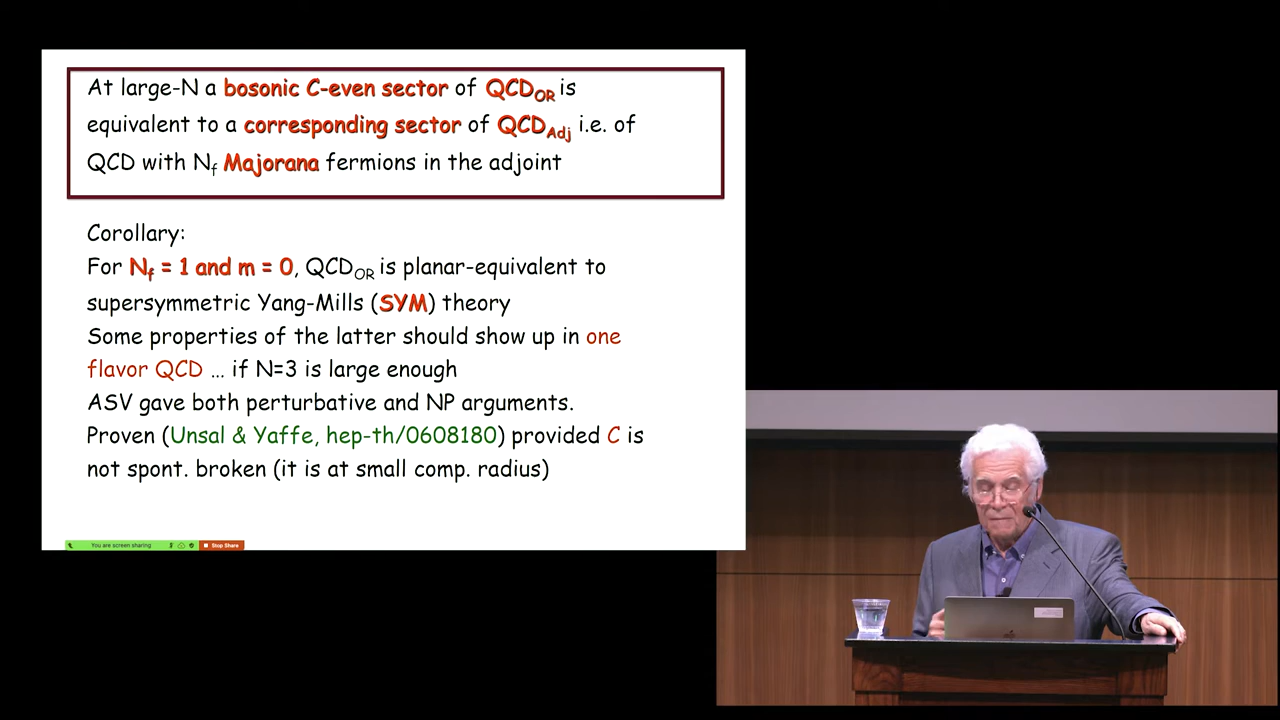 At large-N a bosonic C-even sector of QCD_OR is
equivalent to a corresponding sector of QCD_Adj i.e. of
QCD with N_f Majorana fermions in the adjoint
Corollary:
For N_f = 1 and m = 0, QCD_OR is planar-equivalent to
supersymmetric Yang-Mills (SYM) theory
Some properties of the latter should show up in one
flavor QCD … if N=3 is large enough
ASV gave both perturbative and NP arguments.
Proven (Unsal & Yaffe, hep-th/0608180) provided C is
not spont. broken (it is at small comp. radius)
You are screen sharing
Stop Share